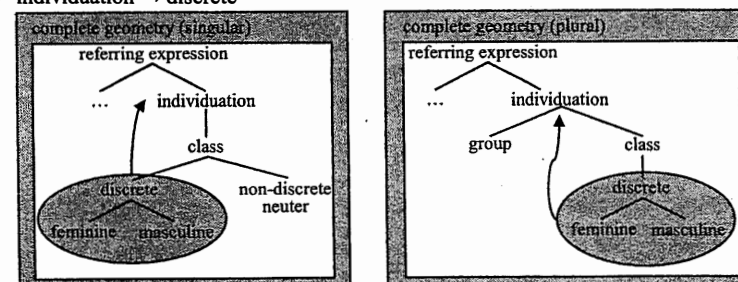 individuation → discrete
complete geometry (singular)
referring expression
... individuation
class
discrete non-discrete
neuter
feminine masculine
complete geometry (plural)
referring expression
... individuation
group class
discrete
feminine masculine